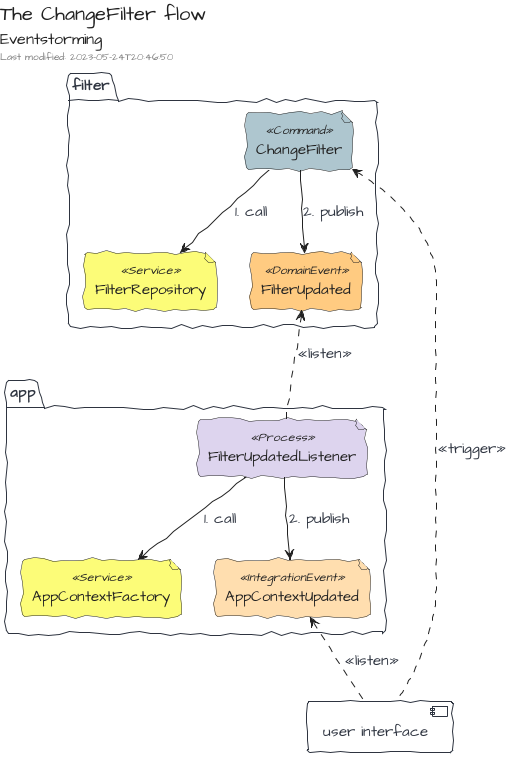 The ChangeFilter flow
Eventstorming
Last modified: 2023-05-24T20:46:50
filter
«Command»
ChangeFilter
1. call
2. publish
«Service»
FilterRepository
«DomainEvent»
FilterUpdated
«listen»
app
«Process»
FilterUpdatedListener
«trigger»
1. call
2. publish
«Service»
AppContextFactory
«IntegrationEvent»
AppContextUpdated
«listen»
user interface